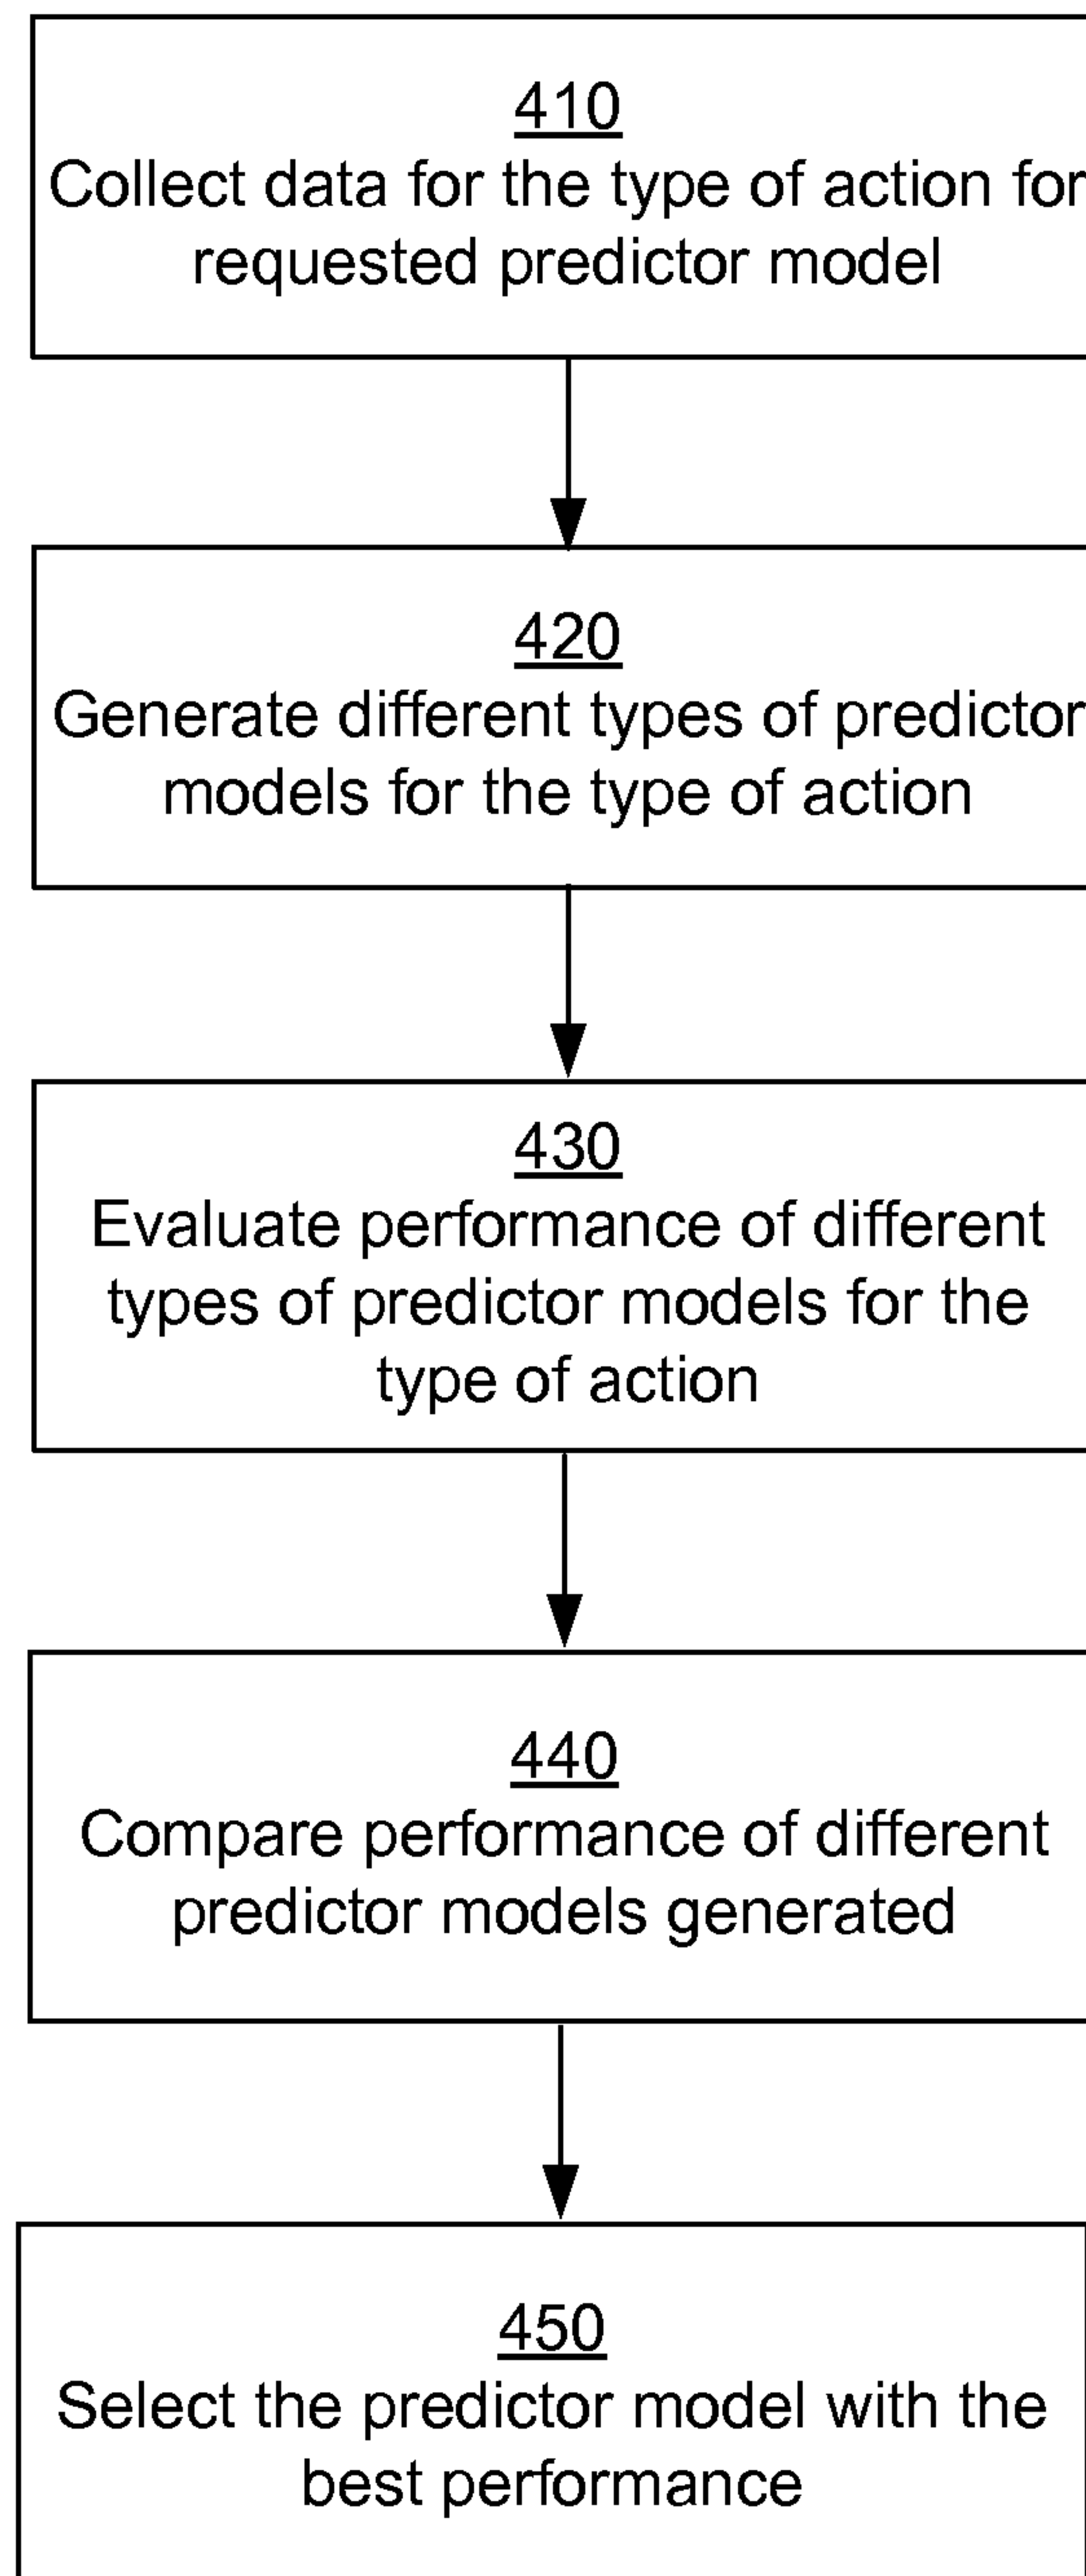 410
Collect data for the type of action for
requested predictor model
420
Generate different types of predictor
models for the type of action
430
Evaluate performance of different
types of predictor models for the
type of action
440
Compare performance of different
predictor models generated
450
Select the predictor model with the
best performance